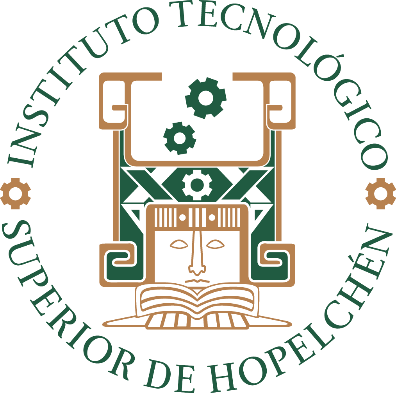 INSTITUTO TECNOLÓGICO
SUPERIOR DE HOPELCHÉN